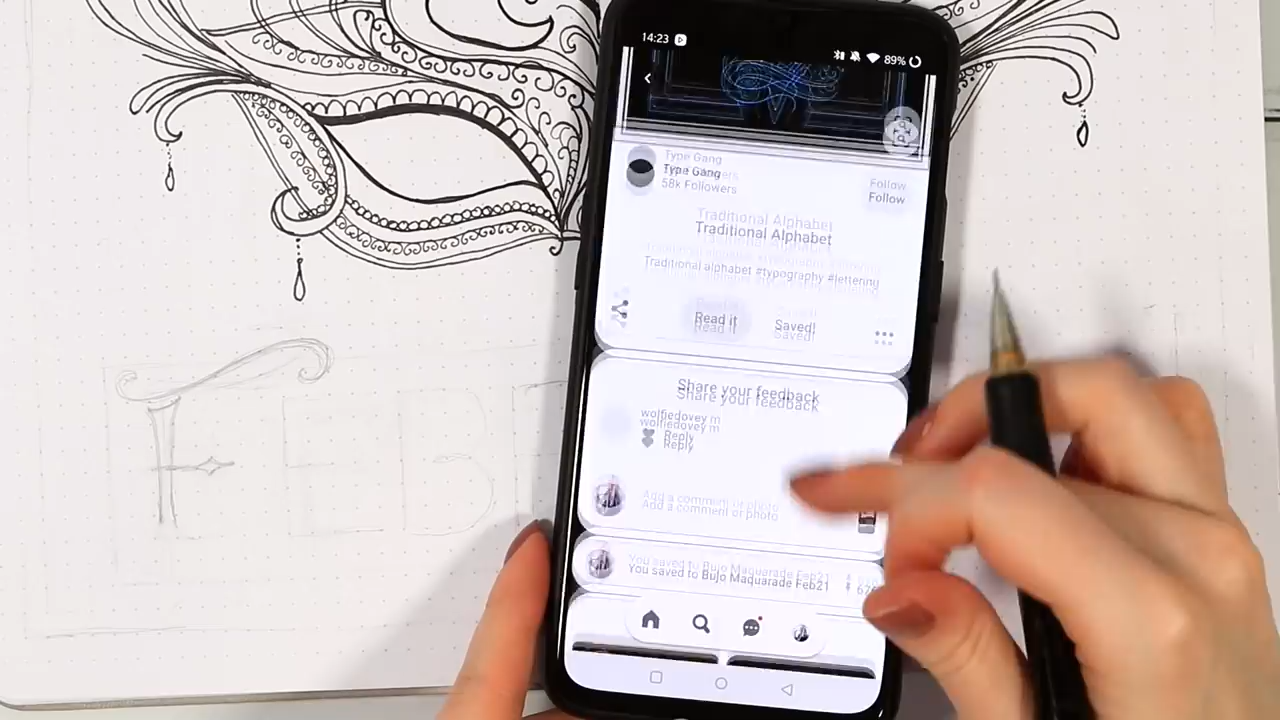 14:23
89%
Type Gang
58k Followers
Follow
Traditional Alphabet
Traditional alphabet #typography #lettering
Read it
Saved!
Share your feedback
wolfiedovey m
Reply
Add a comment or photo
You saved to Bujo Maquarade Feb21
FEB